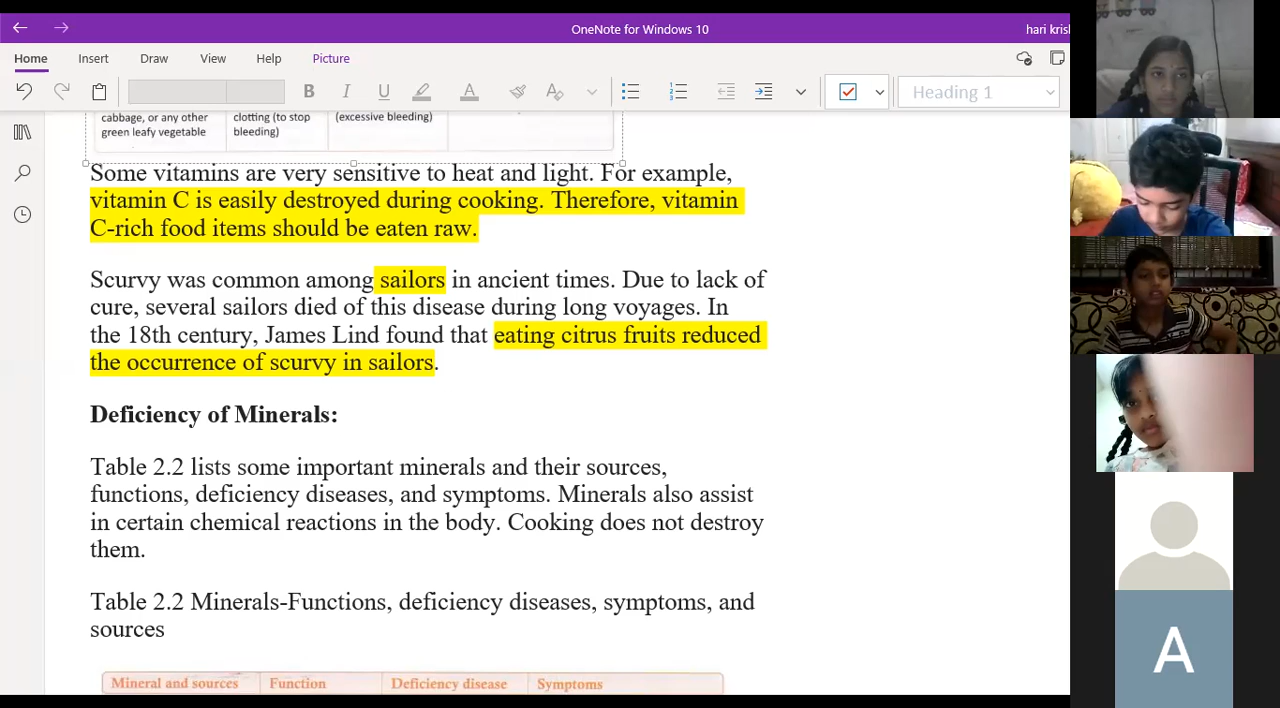 OneNote for Windows 10
hari krish
Home Insert Draw View Help Picture
B I U A Heading 1
cabbage, or any other clotting (to stop (excessive bleeding)
green leafy vegetable bleeding)
Some vitamins are very sensitive to heat and light. For example,
vitamin C is easily destroyed during cooking. Therefore, vitamin
C-rich food items should be eaten raw.
Scurvy was common among sailors in ancient times. Due to lack of
cure, several sailors died of this disease during long voyages. In
the 18th century, James Lind found that eating citrus fruits reduced
the occurrence of scurvy in sailors.
Deficiency of Minerals:
Table 2.2 lists some important minerals and their sources,
functions, deficiency diseases, and symptoms. Minerals also assist
in certain chemical reactions in the body. Cooking does not destroy
them.
Table 2.2 Minerals-Functions, deficiency diseases, symptoms, and
sources
Mineral and sources Function Deficiency disease Symptoms
A